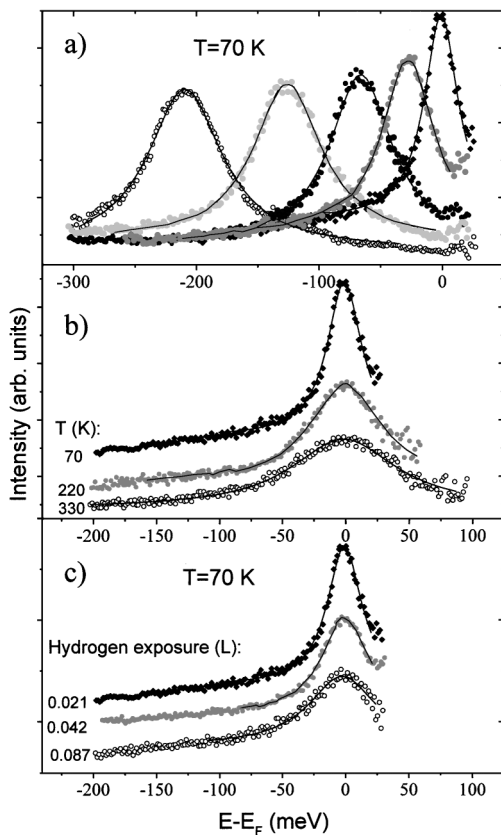 a)
T=70 K
-300 -200 -100 0
b)
T (K):
70
220
330
-200 -150 -100 -50 0 50 100
c)
T=70 K
Hydrogen exposure (L):
0.021
0.042
0.087
-200 -150 -100 -50 0 50 100
E-E_F (meV)
Intensity (arb. units)